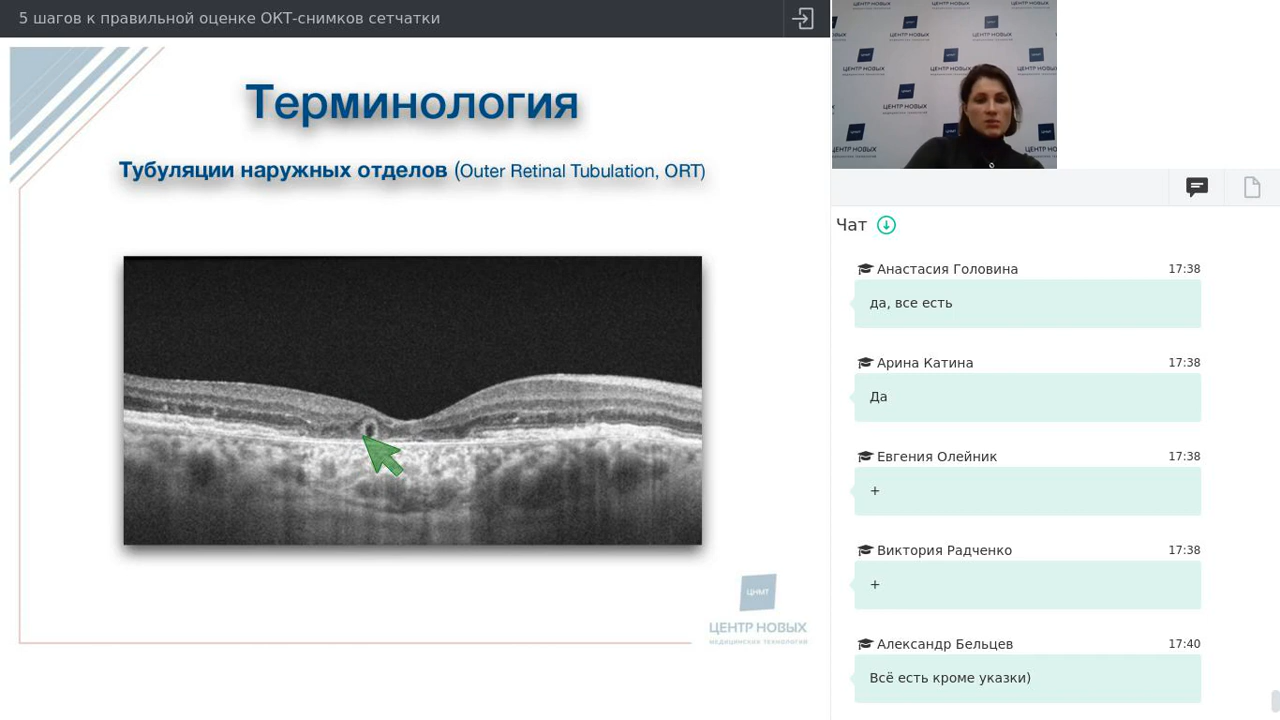 5 шагов к правильной оценке ОКТ-снимков сетчатки
Терминология
Тубуляции наружных отделов (Outer Retinal Tubulation, ORT)
ЦНМТ
ЦЕНТР НОВЫХ
МЕДИЦИНСКИХ ТЕХНОЛОГИЙ
ЦЕНТР НОВЫХ
Чат
Анастасия Головина 17:38
да, все есть
Арина Катина 17:38
Да
Евгения Олейник 17:38
+
Виктория Радченко 17:38
+
Александр Бельцев 17:40
Всё есть кроме указки)